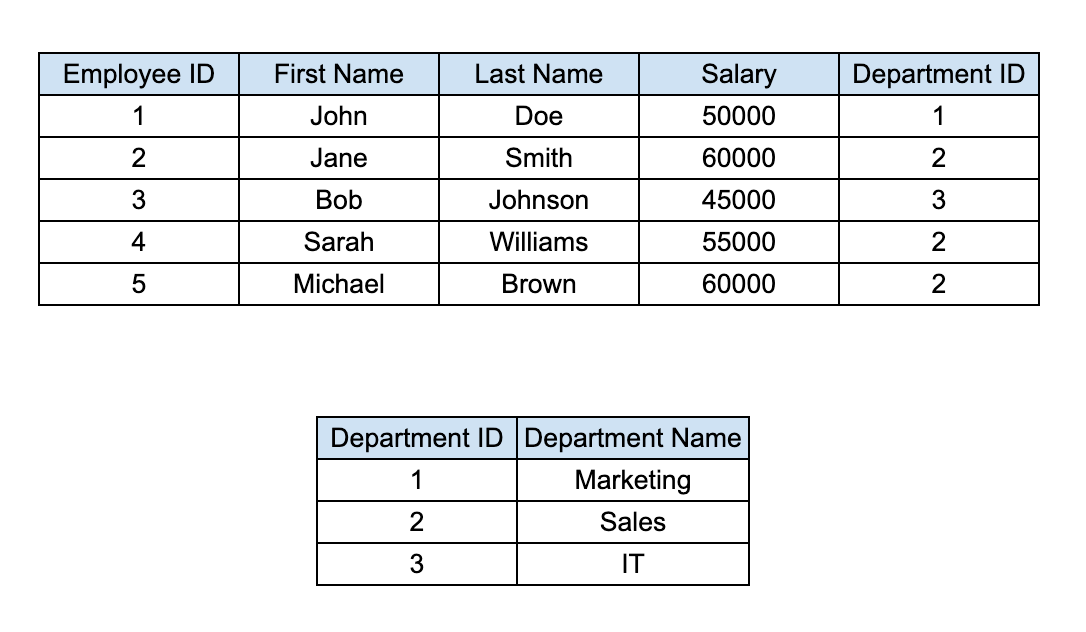 Employee ID First Name Last Name Salary Department ID
1 John Doe 50000 1
2 Jane Smith 60000 2
3 Bob Johnson 45000 3
4 Sarah Williams 55000 2
5 Michael Brown 60000 2
Department ID Department Name
1 Marketing
2 Sales
3 IT